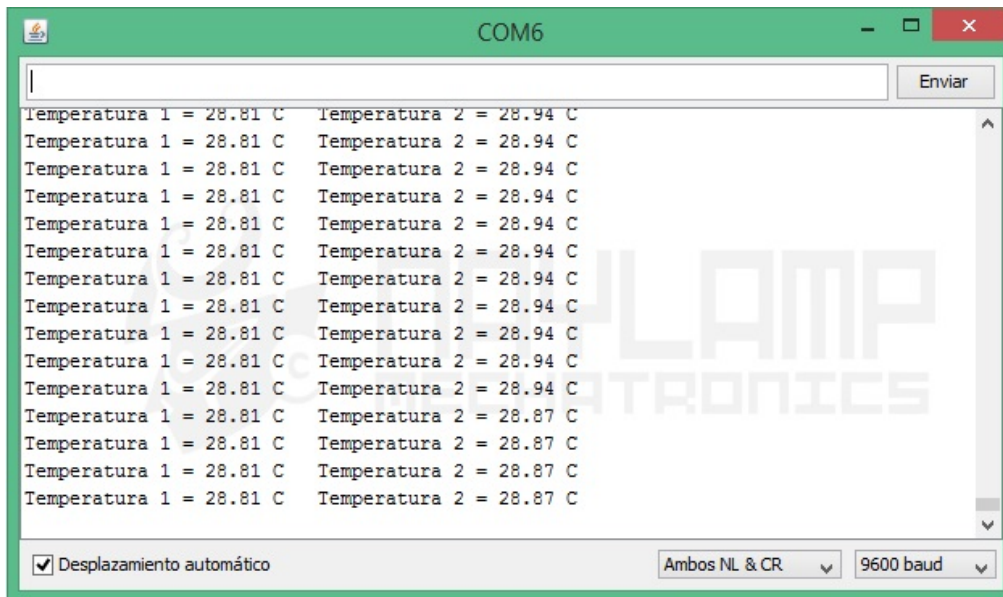 COM6
Enviar
Temperatura 1 = 28.81 C   Temperatura 2 = 28.94 C
Temperatura 1 = 28.81 C   Temperatura 2 = 28.94 C
Temperatura 1 = 28.81 C   Temperatura 2 = 28.94 C
Temperatura 1 = 28.81 C   Temperatura 2 = 28.94 C
Temperatura 1 = 28.81 C   Temperatura 2 = 28.94 C
Temperatura 1 = 28.81 C   Temperatura 2 = 28.94 C
Temperatura 1 = 28.81 C   Temperatura 2 = 28.94 C
Temperatura 1 = 28.81 C   Temperatura 2 = 28.94 C
Temperatura 1 = 28.81 C   Temperatura 2 = 28.94 C
Temperatura 1 = 28.81 C   Temperatura 2 = 28.94 C
Temperatura 1 = 28.81 C   Temperatura 2 = 28.94 C
Temperatura 1 = 28.81 C   Temperatura 2 = 28.87 C
Temperatura 1 = 28.81 C   Temperatura 2 = 28.87 C
Temperatura 1 = 28.81 C   Temperatura 2 = 28.87 C
Temperatura 1 = 28.81 C   Temperatura 2 = 28.87 C
NAYLAMP
MECHATRONICS
Desplazamiento automático
Ambos NL & CR
9600 baud